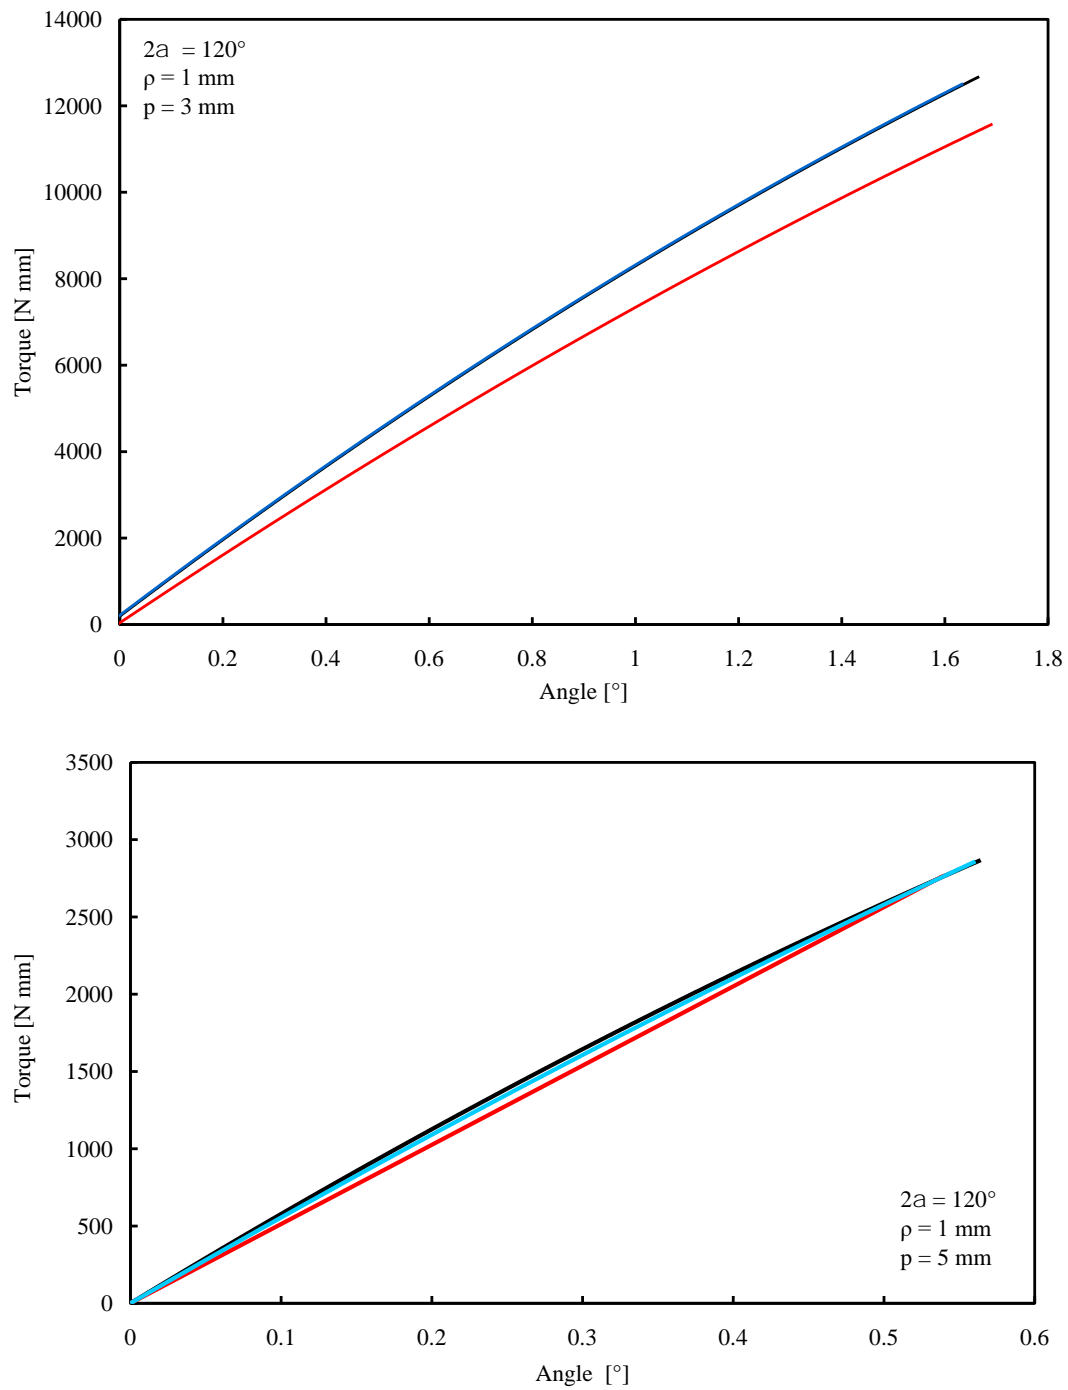 14000
12000
10000
8000
6000
4000
2000
0
Torque [N mm]
2a = 120°
ρ = 1 mm
p = 3 mm
0 0.2 0.4 0.6 0.8 1 1.2 1.4 1.6 1.8
Angle [°]
3500
3000
2500
2000
1500
1000
500
0
Torque [N mm]
2a = 120°
ρ = 1 mm
p = 5 mm
0 0.1 0.2 0.3 0.4 0.5 0.6
Angle [°]